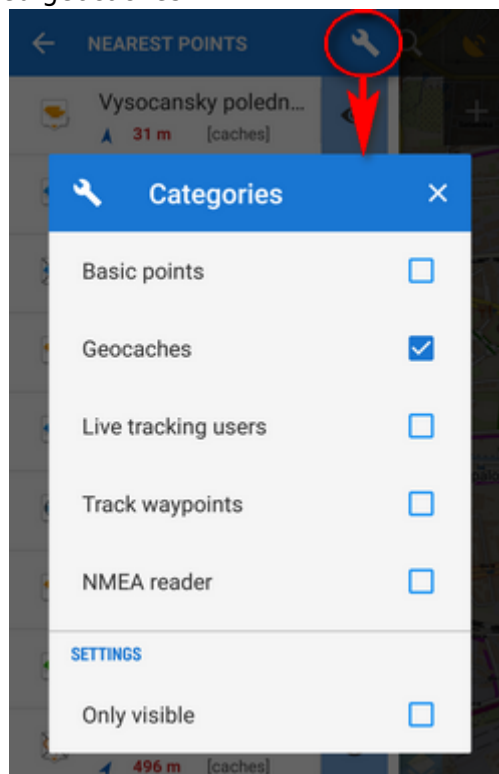 NEAREST POINTS
Vysocansky poledn...
31 m [caches]
Categories
Basic points
Geocaches
Live tracking users
Track waypoints
NMEA reader
SETTINGS
Only visible
496 m [caches]